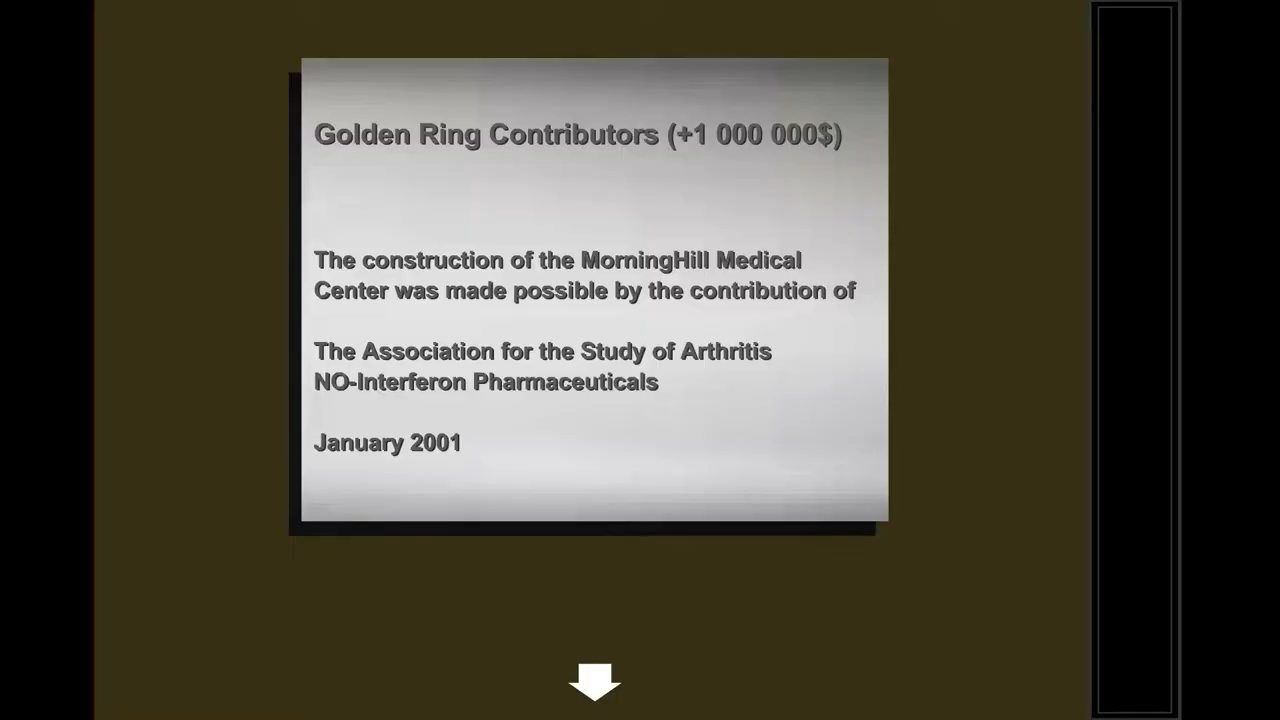 Golden Ring Contributors (+1 000 000$)
The construction of the MorningHill Medical
Center was made possible by the contribution of
The Association for the Study of Arthritis
NO-Interferon Pharmaceuticals
January 2001